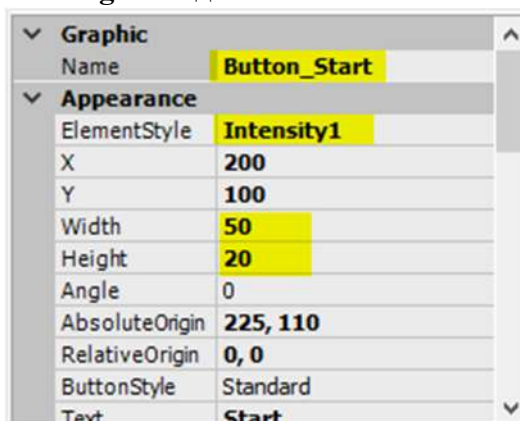 Graphic
Name Button_Start
Appearance
ElementStyle Intensity1
X 200
Y 100
Width 50
Height 20
Angle 0
AbsoluteOrigin 225, 110
RelativeOrigin 0, 0
ButtonStyle Standard
Text Start